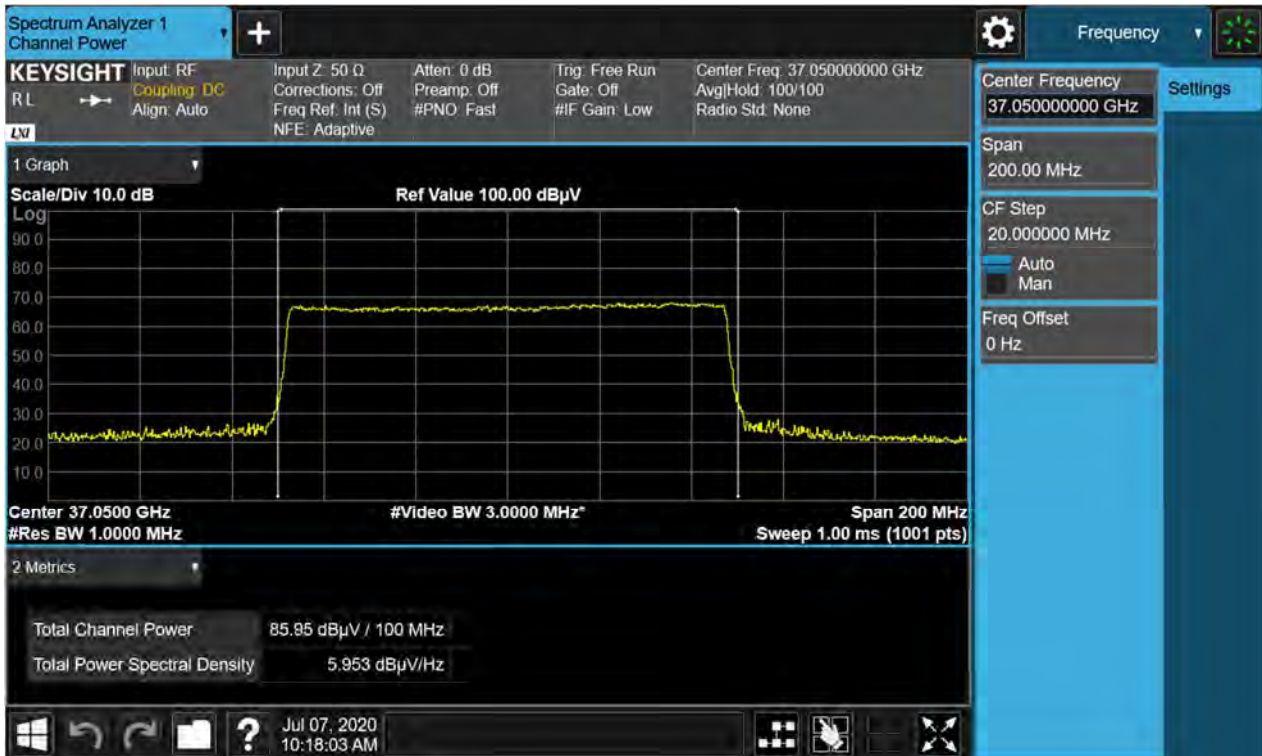 Spectrum Analyzer 1
Channel Power
+
Frequency
KEYSIGHT
RL
LXI
Input: RF
Coupling: DC
Align: Auto
Input Z: 50 Ω
Corrections: Off
Freq Ref: Int (S)
NFE: Adaptive
Atten: 0 dB
Preamp: Off
#PNO: Fast
Trig: Free Run
Gate: Off
#IF Gain: Low
Center Freq: 37.050000000 GHz
Avg|Hold: 100/100
Radio Std: None
Center Frequency
37.050000000 GHz
Settings
Span
200.00 MHz
CF Step
20.000000 MHz
Auto
Man
Freq Offset
0 Hz
1 Graph
Scale/Div 10.0 dB
Ref Value 100.00 dBµV
Log
90.0
80.0
70.0
60.0
50.0
40.0
30.0
20.0
10.0
Center 37.0500 GHz
#Video BW 3.0000 MHz*
Span 200 MHz
#Res BW 1.0000 MHz
Sweep 1.00 ms (1001 pts)
2 Metrics
Total Channel Power 85.95 dBµV / 100 MHz
Total Power Spectral Density 5.953 dBµV/Hz
?
Jul 07, 2020
10:18:03 AM